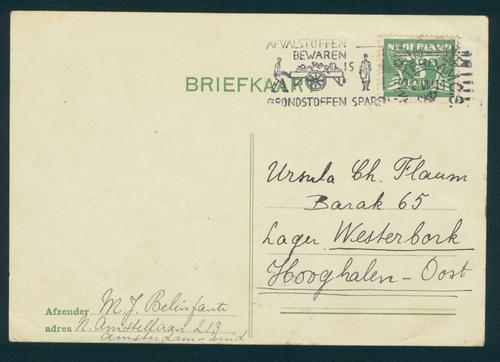 AFVALSTOFFEN
BEWAREN
IS
GRONDSTOFFEN SPAREN
NEDERLAND
BRIEFKAART
Ursula Ch. Flaum
Barak 65
Lager Westerbork
Hooghalen-Oost
Afzender M. J. Belinfante
adres N. Amstellaan 213
Amsterdam-Zuid